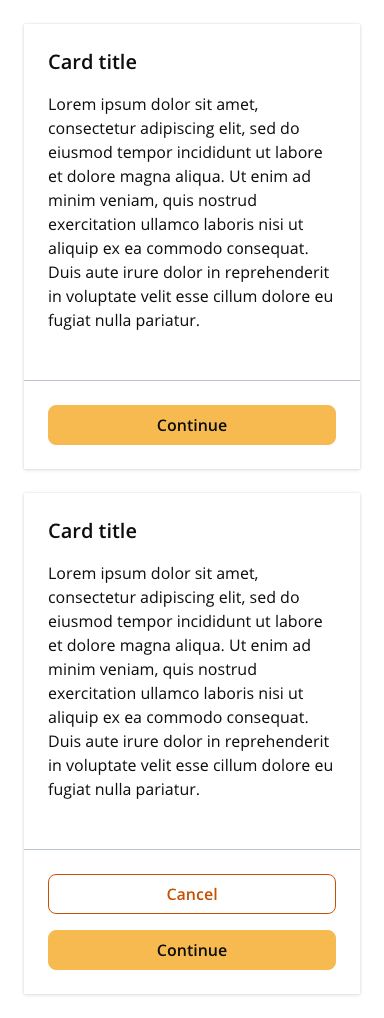 Card title
Lorem ipsum dolor sit amet,
consectetur adipiscing elit, sed do
eiusmod tempor incididunt ut labore
et dolore magna aliqua. Ut enim ad
minim veniam, quis nostrud
exercitation ullamco laboris nisi ut
aliquip ex ea commodo consequat.
Duis aute irure dolor in reprehenderit
in voluptate velit esse cillum dolore eu
fugiat nulla pariatur.
Continue
Card title
Lorem ipsum dolor sit amet,
consectetur adipiscing elit, sed do
eiusmod tempor incididunt ut labore
et dolore magna aliqua. Ut enim ad
minim veniam, quis nostrud
exercitation ullamco laboris nisi ut
aliquip ex ea commodo consequat.
Duis aute irure dolor in reprehenderit
in voluptate velit esse cillum dolore eu
fugiat nulla pariatur.
Cancel
Continue